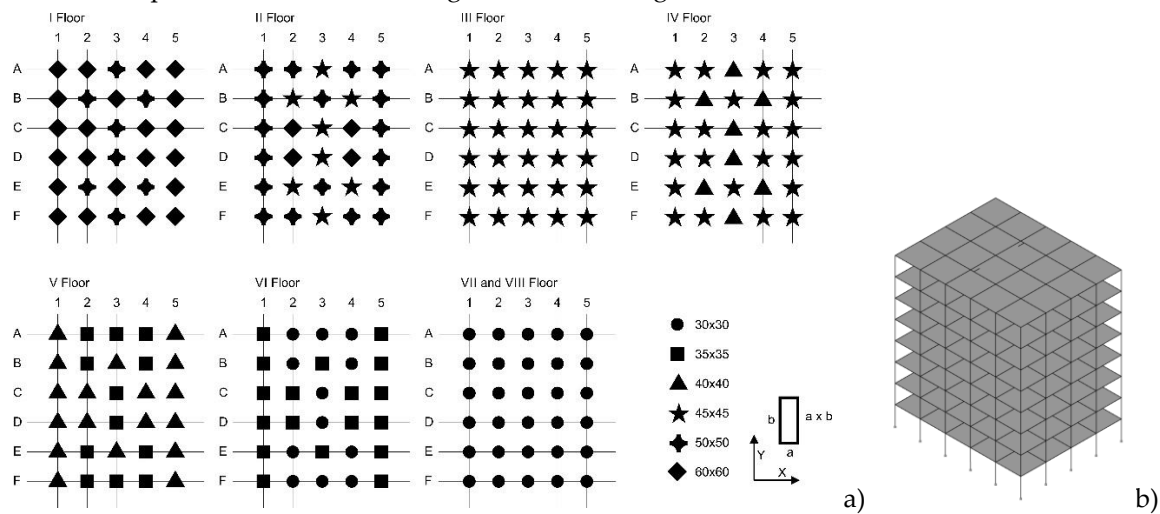 I Floor
II Floor
III Floor
IV Floor
1 2 3 4 5
1 2 3 4 5
1 2 3 4 5
1 2 3 4 5
A
A
A
A
B
B
B
B
C
C
C
C
D
D
D
D
E
E
E
E
F
F
F
F
V Floor
VI Floor
VII and VIII Floor
1 2 3 4 5
1 2 3 4 5
1 2 3 4 5
A
A
A
B
B
B
C
C
C
D
D
D
E
E
E
F
F
F
30x30
35x35
40x40
45x45
50x50
60x60
b
a x b
a
Y
X
a)
b)